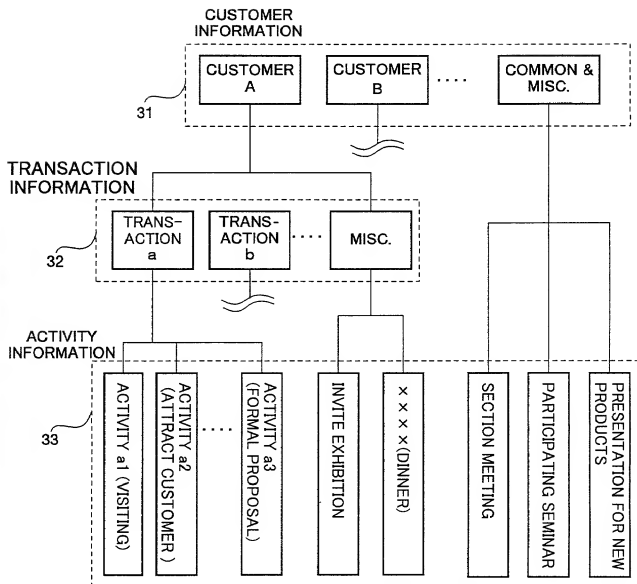 CUSTOMER
INFORMATION
CUSTOMER
A
CUSTOMER
B
····
COMMON &
MISC.
31
TRANSACTION
INFORMATION
TRANS-
ACTION
a
TRANS-
ACTION
b
····
MISC.
32
ACTIVITY
INFORMATION
33
ACTIVITY a1 (VISITING)
ACTIVITY a2
(ATTRACT CUSTOMER )
····
ACTIVITY a3
(FORMAL PROPOSAL)
INVITE EXHIBITION
××××(DINNER)
SECTION MEETING
PARTICIPATING SEMINAR
PRESENTATION FOR NEW
PRODUCTS